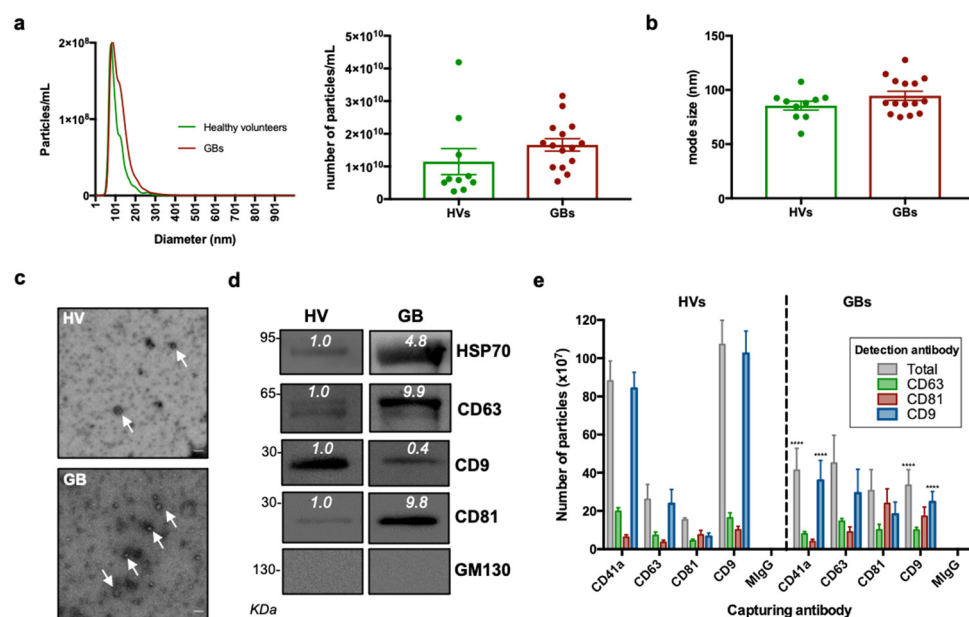 a
2×10⁸
1×10⁸
0
Particles/mL
Healthy volunteers
GBs
1
101
201
301
401
501
601
701
801
901
Diameter (nm)
5×10¹⁰
4×10¹⁰
3×10¹⁰
2×10¹⁰
1×10¹⁰
0
number of particles/mL
HVs
GBs
b
150
100
50
0
mode size (nm)
HVs
GBs
c
HV
GB
d
HV
GB
95-
1.0
4.8
HSP70
65
1.0
9.9
CD63
55-
30-
1.0
0.4
CD9
30-
1.0
9.8
CD81
130-
GM130
KDa
e
HVs
GBs
120
100
80
60
40
20
0
Number of particles (x10⁷)
Detection antibody
Total
CD63
CD81
CD9
****
****
****
****
CD41a
CD63
CD81
CD9
MIgG
CD41a
CD63
CD81
CD9
MIgG
Capturing antibody